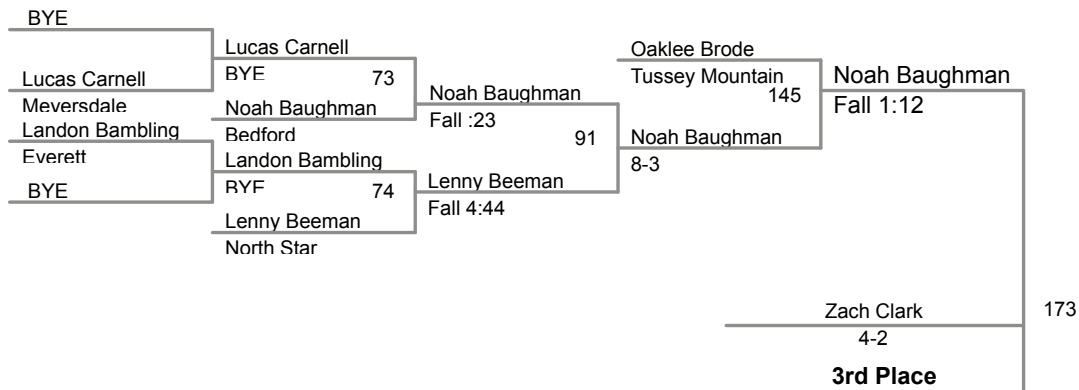 BYE
Lucas Carnell
Meyersdale
Landon Bambling
Everett
BYE
Lucas Carnell
BYE
73
Noah Baughman
Bedford
Landon Bambling
BYE
74
Lenny Beeman
North Star
Noah Baughman
Fall :23
91
Lenny Beeman
Fall 4:44
Oaklee Brode
Tussey Mountain
145
Noah Baughman
8-3
Noah Baughman
Fall 1:12
Zach Clark
4-2
173
3rd Place